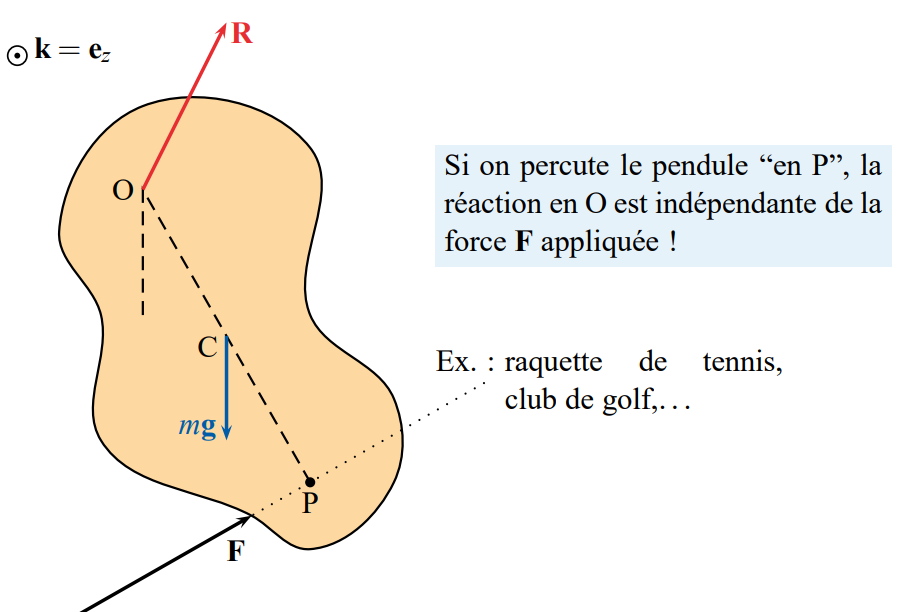 R
k = e_z
Si on percute le pendule “en P”, la
réaction en O est indépendante de la
force F appliquée !
O
C
Ex. : raquette de tennis,
club de golf,...
mg
P
F